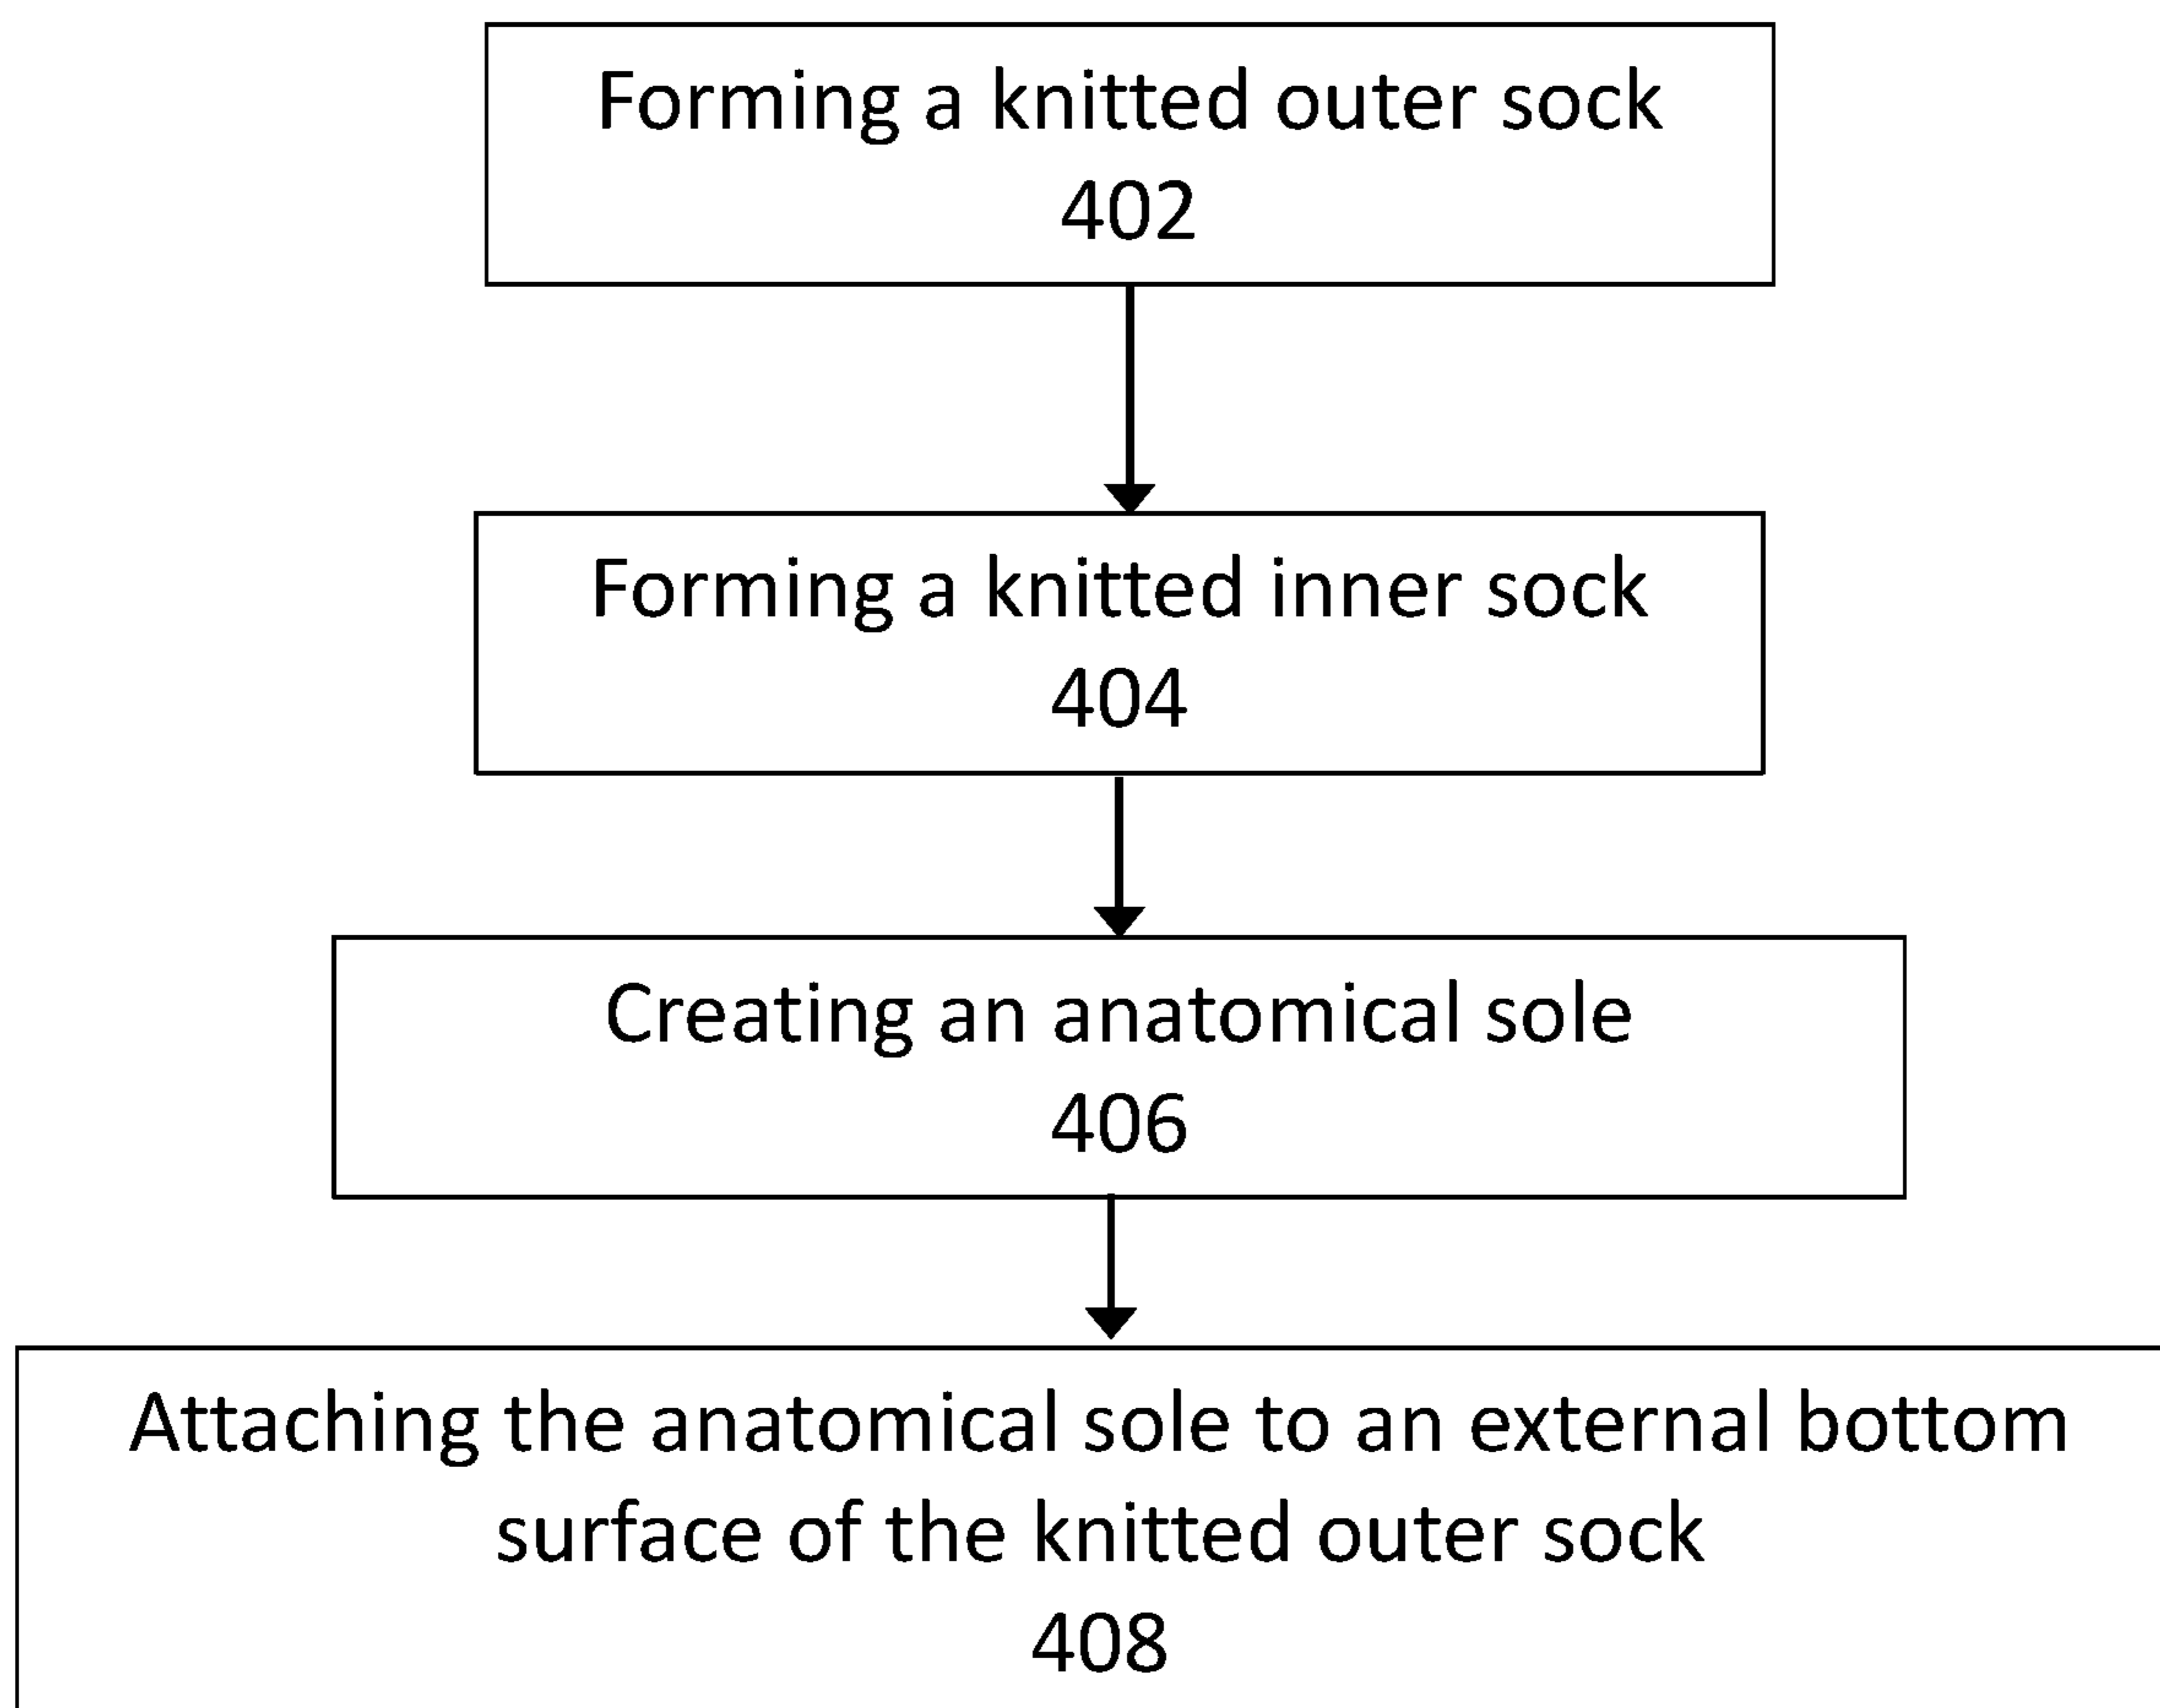 Forming a knitted outer sock
402
Forming a knitted inner sock
404
Creating an anatomical sole
406
Attaching the anatomical sole to an external bottom
surface of the knitted outer sock
408